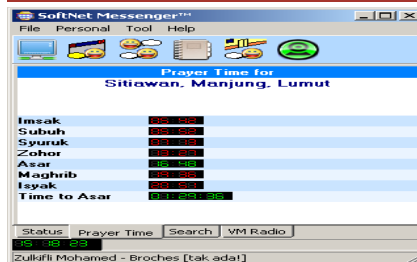 SoftNet Messenger™
File Personal Tool Help
Prayer Time for
Sitiawan, Manjung, Lumut
Imsak
Subuh
Syuruk
Zohor
Asar 16:48
Maghrib
Isyak
Time to Asar 01:29:36
Status Prayer Time Search VM Radio
Zulkifli Mohamed - Broches [tak ada!]